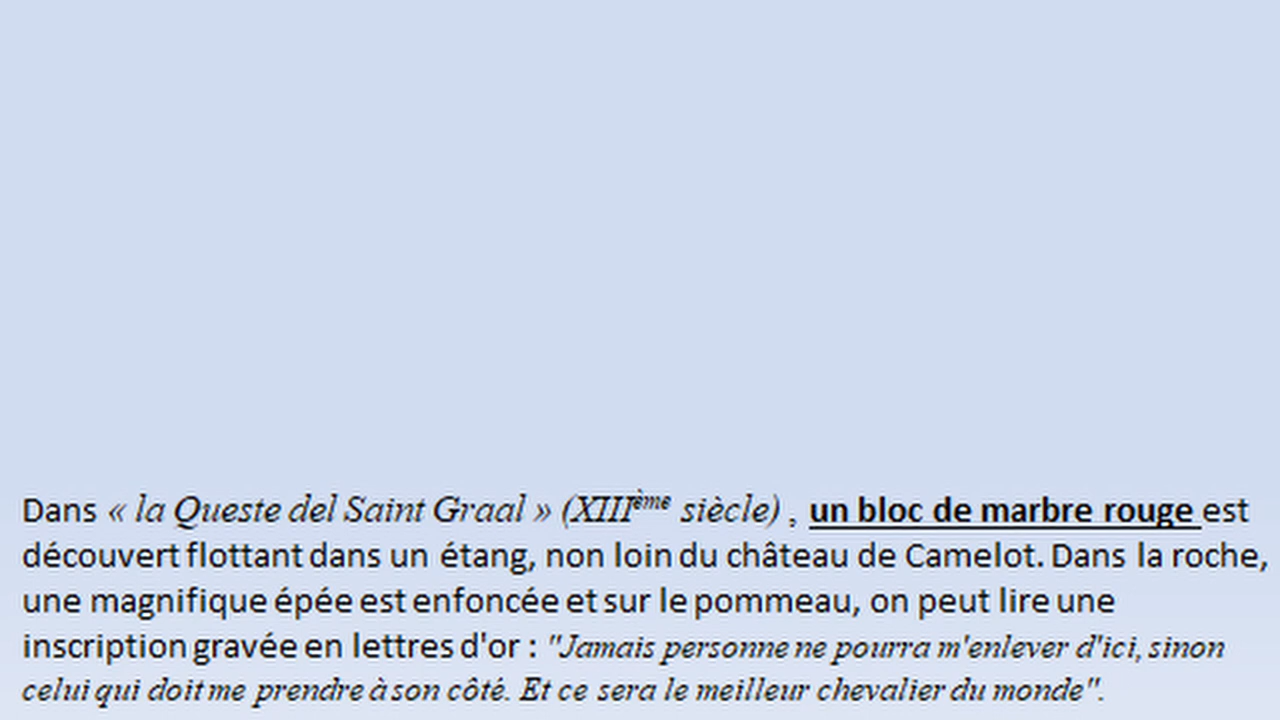 Dans « la Queste del Saint Graal » (XIIIème siècle) , un bloc de marbre rouge est
découvert flottant dans un étang, non loin du château de Camelot. Dans la roche,
une magnifique épée est enfoncée et sur le pommeau, on peut lire une
inscription gravée en lettres d'or : "Jamais personne ne pourra m'enlever d'ici, sinon
celui qui doit me prendre à son côté. Et ce sera le meilleur chevalier du monde".